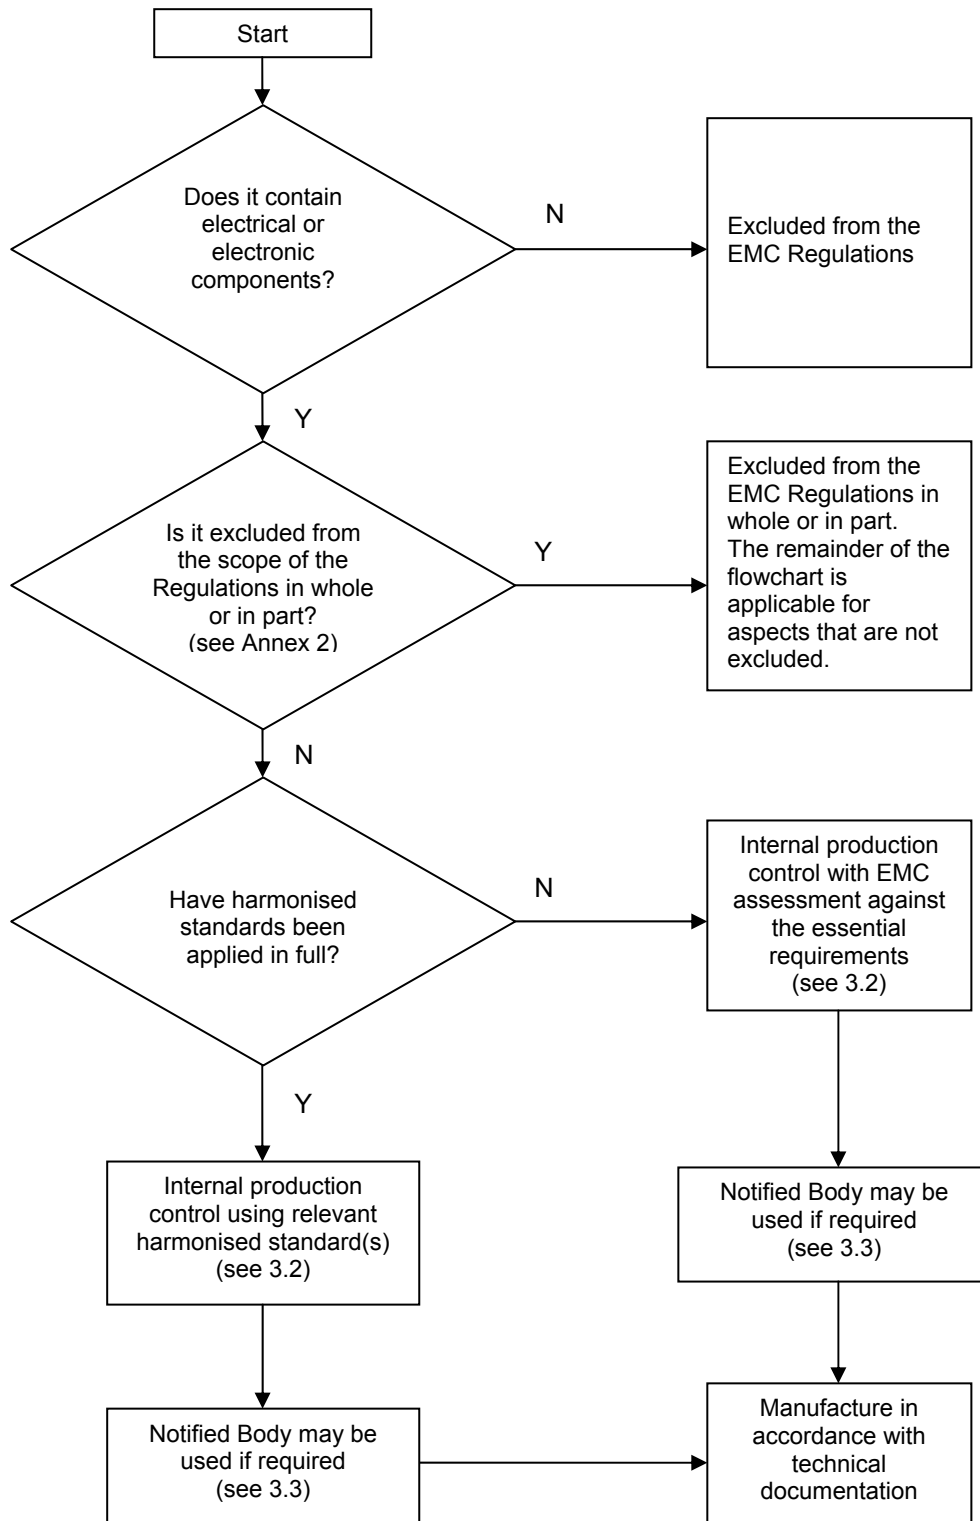 Start
Does it contain
electrical or
electronic
components?
N
Excluded from the
EMC Regulations
Y
Is it excluded from
the scope of the
Regulations in whole
or in part?
(see Annex 2)
Y
Excluded from the
EMC Regulations in
whole or in part.
The remainder of the
flowchart is
applicable for
aspects that are not
excluded.
N
Have harmonised
standards been
applied in full?
N
Internal production
control with EMC
assessment against
the essential
requirements
(see 3.2)
Y
Internal production
control using relevant
harmonised standard(s)
(see 3.2)
Notified Body may be
used if required
(see 3.3)
Notified Body may be
used if required
(see 3.3)
Manufacture in
accordance with
technical
documentation